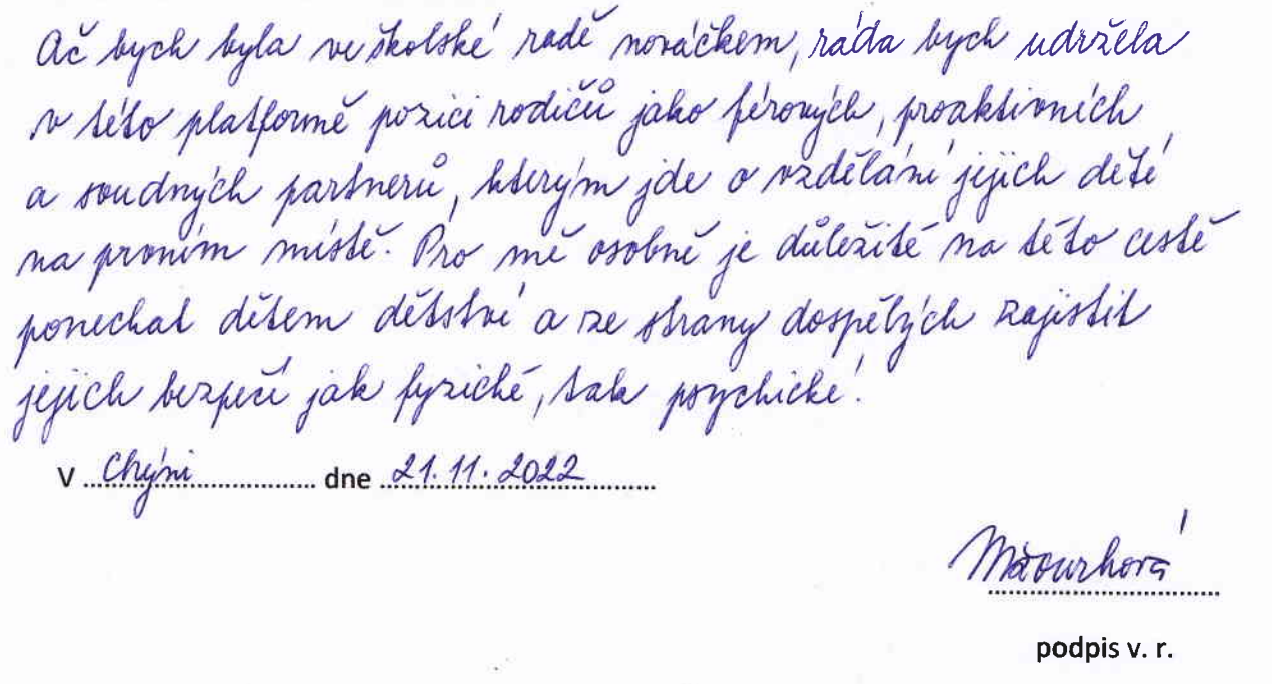 Ač bych byla ve školské radě nováčkem, ráda bych udržela
v této platformě pozici rodičů jako férových, proaktivních
a soudných partnerů, kterým jde o vzdělání jejich dětí
na prvním místě. Pro mě osobně je důležité na této cestě
ponechat dětem dětství a ze strany dospělých zajistit
jejich bezpečí jak fyzické, tak psychické.
V Chýni dne 21.11.2022
podpis v. r.